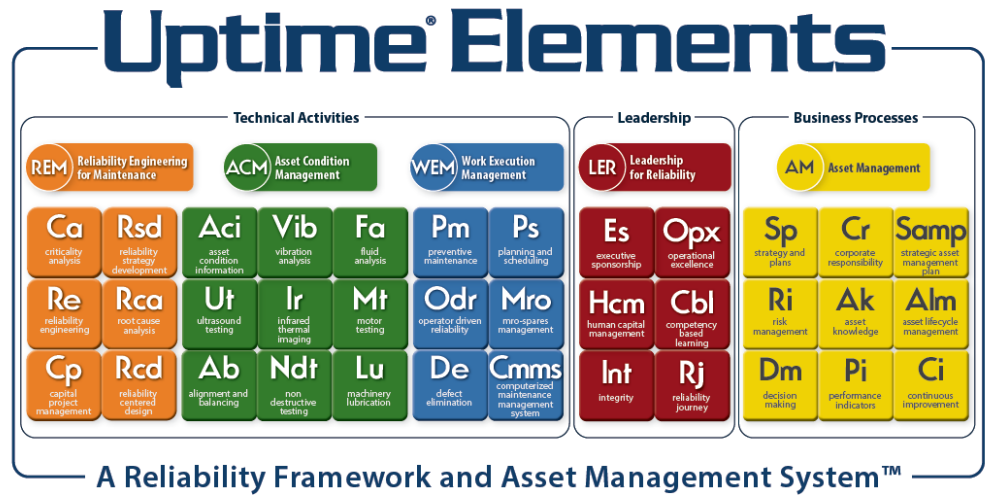 Uptime® Elements
Technical Activities
Leadership
Business Processes
REM
Reliability Engineering
for Maintenance
ACM
Asset Condition
Management
WEM
Work Execution
Management
LER
Leadership
for Reliability
AM
Asset Management
Ca
criticality
analysis
Rsd
reliability
strategy
development
Aci
asset
condition
information
Vib
vibration
analysis
Fa
fluid
analysis
Pm
preventive
maintenance
Ps
planning and
scheduling
Es
executive
sponsorship
Opx
operational
excellence
Sp
strategy and
plans
Cr
corporate
responsibility
Samp
strategic asset
management
plan
Re
reliability
engineering
Rca
root cause
analysis
Ut
ultrasound
testing
Ir
infrared
thermal
imaging
Mt
motor
testing
Odr
operator driven
reliability
Mro
mro-spares
management
Hcm
human capital
management
Cbl
competency
based
learning
Ri
risk
management
Ak
asset
knowledge
Alm
asset lifecycle
management
Cp
capital
project
management
Rcd
reliability
centered
design
Ab
alignment and
balancing
Ndt
non
destructive
testing
Lu
machinery
lubrication
De
defect
elimination
Cmms
computerized
maintenance
management
system
Int
integrity
Rj
reliability
journey
Dm
decision
making
Pi
performance
indicators
Ci
continuous
improvement
A Reliability Framework and Asset Management System™